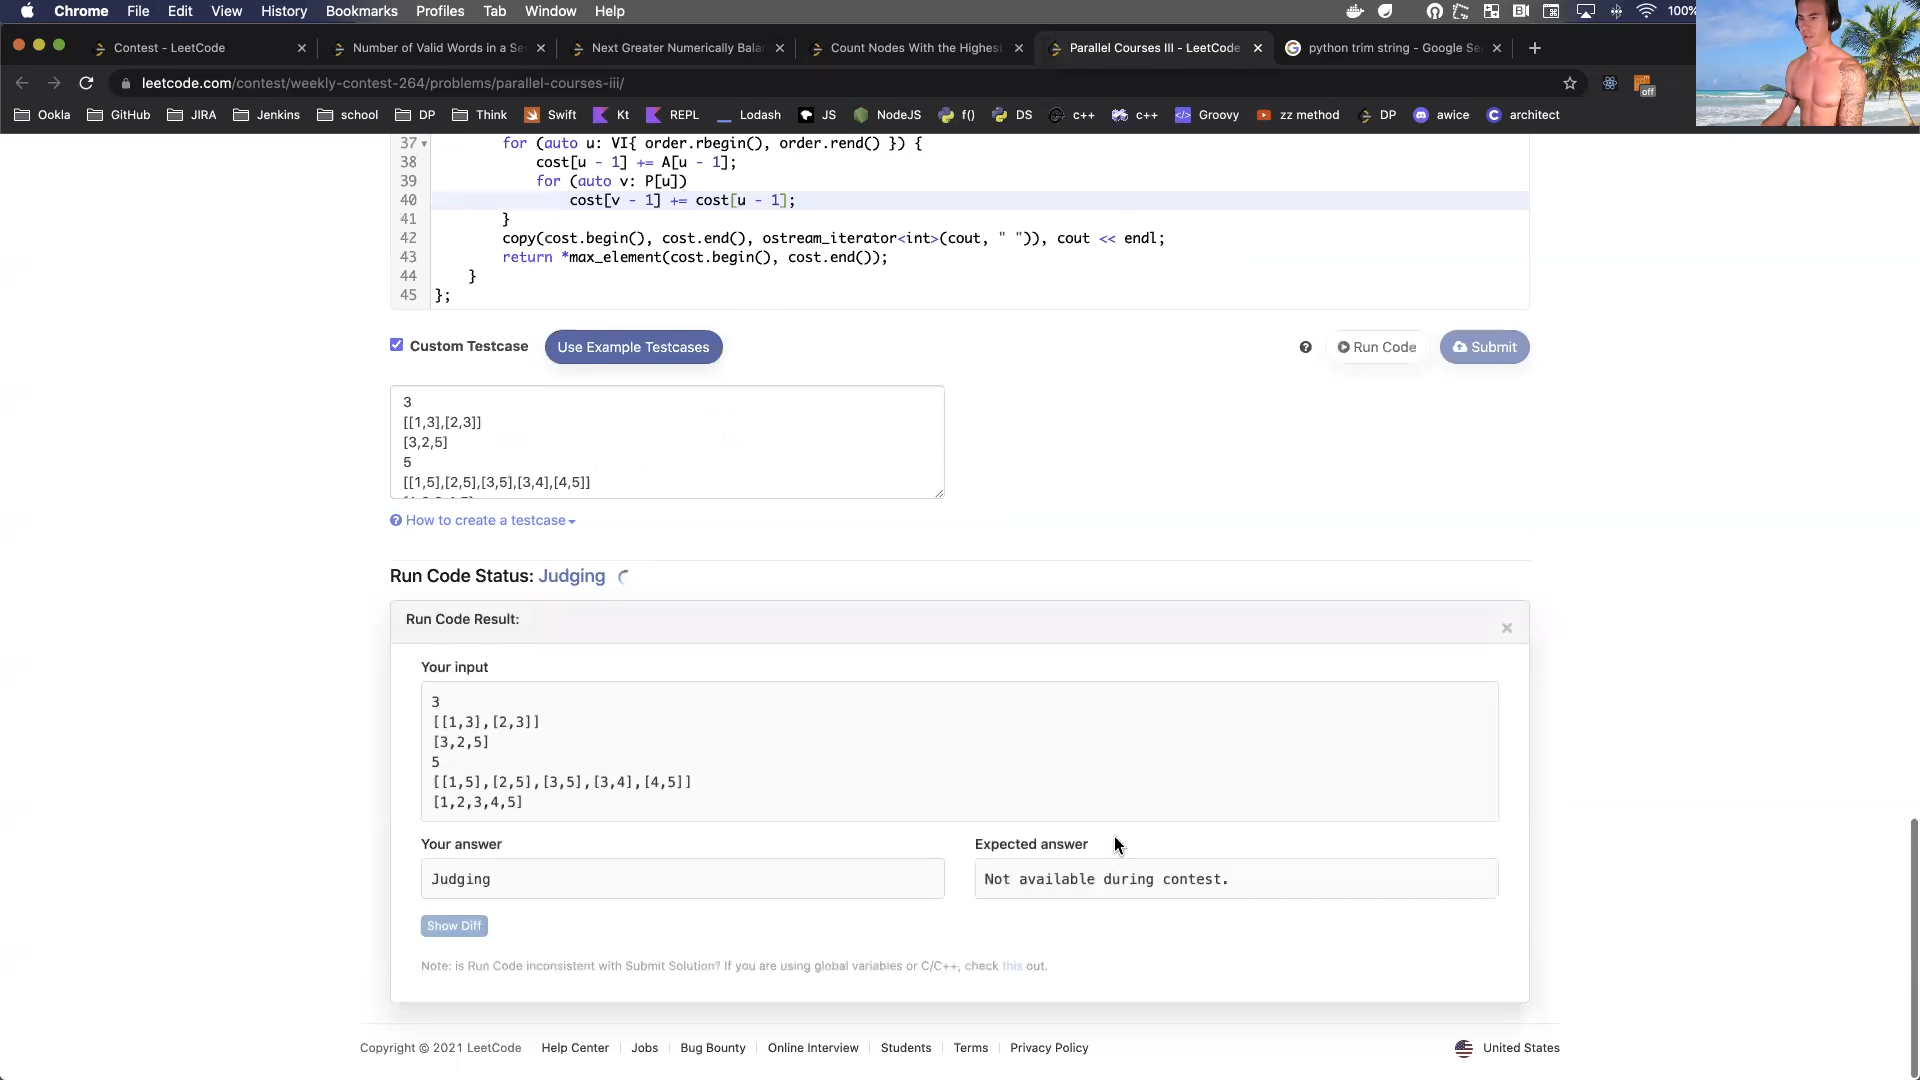 Chrome File Edit View History Bookmarks Profiles Tab Window Help 100%
Contest - LeetCode Number of Valid Words in a Se Next Greater Numerically Bala Count Nodes With the Highest Parallel Courses III - LeetCode python trim string - Google Se
leetcode.com/contest/weekly-contest-264/problems/parallel-courses-iii/ off
Ookla GitHub JIRA Jenkins school DP Think Swift Kt REPL Lodash JS NodeJS f() DS c++ c++ Groovy zz method DP awice architect
37 for (auto u: VI{ order.rbegin(), order.rend() }) {
38 cost[u - 1] += A[u - 1];
39 for (auto v: P[u])
40 cost[v - 1] += cost[u - 1];
41 }
42 copy(cost.begin(), cost.end(), ostream_iterator<int>(cout, " ")), cout << endl;
43 return *max_element(cost.begin(), cost.end());
44 }
45 };
Custom Testcase Use Example Testcases Run Code Submit
3
[[1,3],[2,3]]
[3,2,5]
5
[[1,5],[2,5],[3,5],[3,4],[4,5]]
How to create a testcase
Run Code Status: Judging
Run Code Result:
Your input
3
[[1,3],[2,3]]
[3,2,5]
5
[[1,5],[2,5],[3,5],[3,4],[4,5]]
[1,2,3,4,5]
Your answer Expected answer
Judging Not available during contest.
Show Diff
Note: is Run Code inconsistent with Submit Solution? If you are using global variables or C/C++, check this out.
Copyright © 2021 LeetCode Help Center Jobs Bug Bounty Online Interview Students Terms Privacy Policy United States